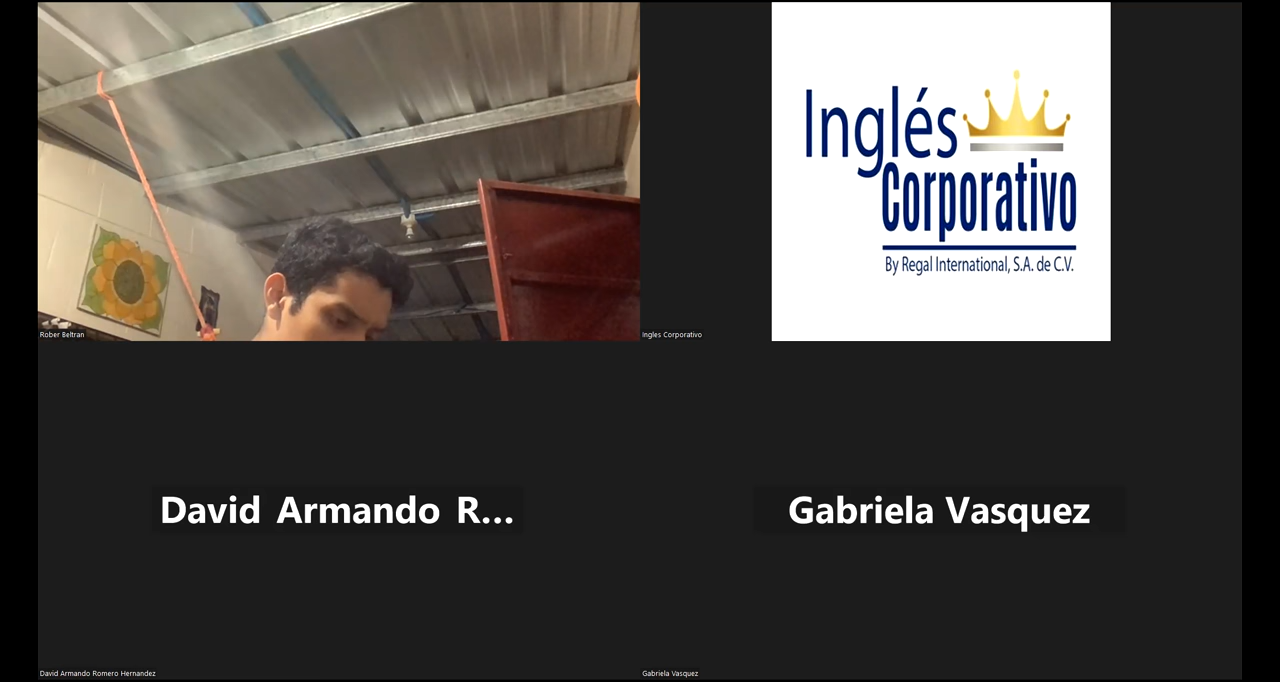 Inglés
Corporativo
By Regal International, S.A. de C.V.
Rober Beltran
Ingles Corporativo
David Armando R...
Gabriela Vasquez
David Armando Romero Hernandez
Gabriela Vasquez